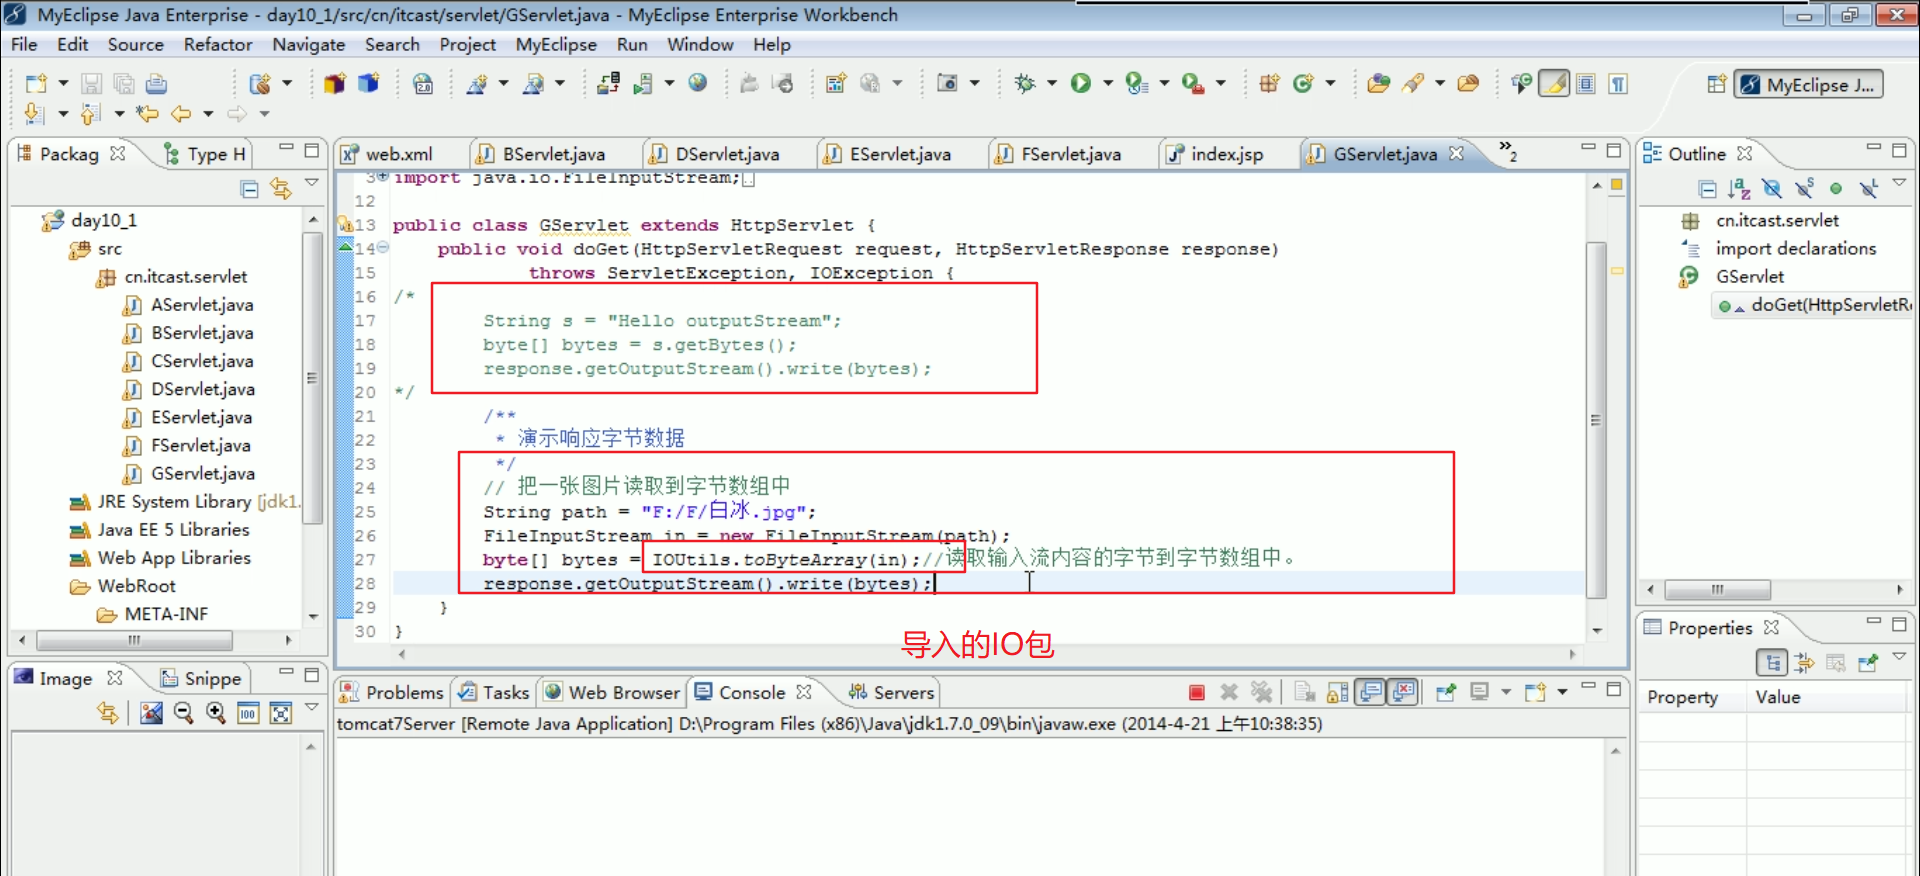 MyEclipse Java Enterprise - day10_1/src/cn/itcast/servlet/GServlet.java - MyEclipse Enterprise Workbench
File Edit Source Refactor Navigate Search Project MyEclipse Run Window Help
MyEclipse J...
Packag Type H
day10_1
src
cn.itcast.servlet
AServlet.java
BServlet.java
CServlet.java
DServlet.java
EServlet.java
FServlet.java
GServlet.java
JRE System Library [jdk1.
Java EE 5 Libraries
Web App Libraries
WebRoot
META-INF
web.xml BServlet.java DServlet.java EServlet.java FServlet.java index.jsp GServlet.java »2
3 import java.io.FileInputStream;
12
13 public class GServlet extends HttpServlet {
14 public void doGet(HttpServletRequest request, HttpServletResponse response)
15 throws ServletException, IOException {
16 /*
17 String s = "Hello outputStream";
18 byte[] bytes = s.getBytes();
19 response.getOutputStream().write(bytes);
20 */
21 /**
22 * 演示响应字节数据
23 */
24 // 把一张图片读取到字节数组中
25 String path = "F:/F/白冰.jpg";
26 FileInputStream in = new FileInputStream(path);
27 byte[] bytes = IOUtils.toByteArray(in);//读取输入流内容的字节到字节数组中。
28 response.getOutputStream().write(bytes);
29 }
30 }
导入的IO包
Outline
cn.itcast.servlet
import declarations
GServlet
doGet(HttpServletR
Properties
Property Value
Image Snippe
Problems Tasks Web Browser Console Servers
tomcat7Server [Remote Java Application] D:\Program Files (x86)\Java\jdk1.7.0_09\bin\javaw.exe (2014-4-21 上午10:38:35)